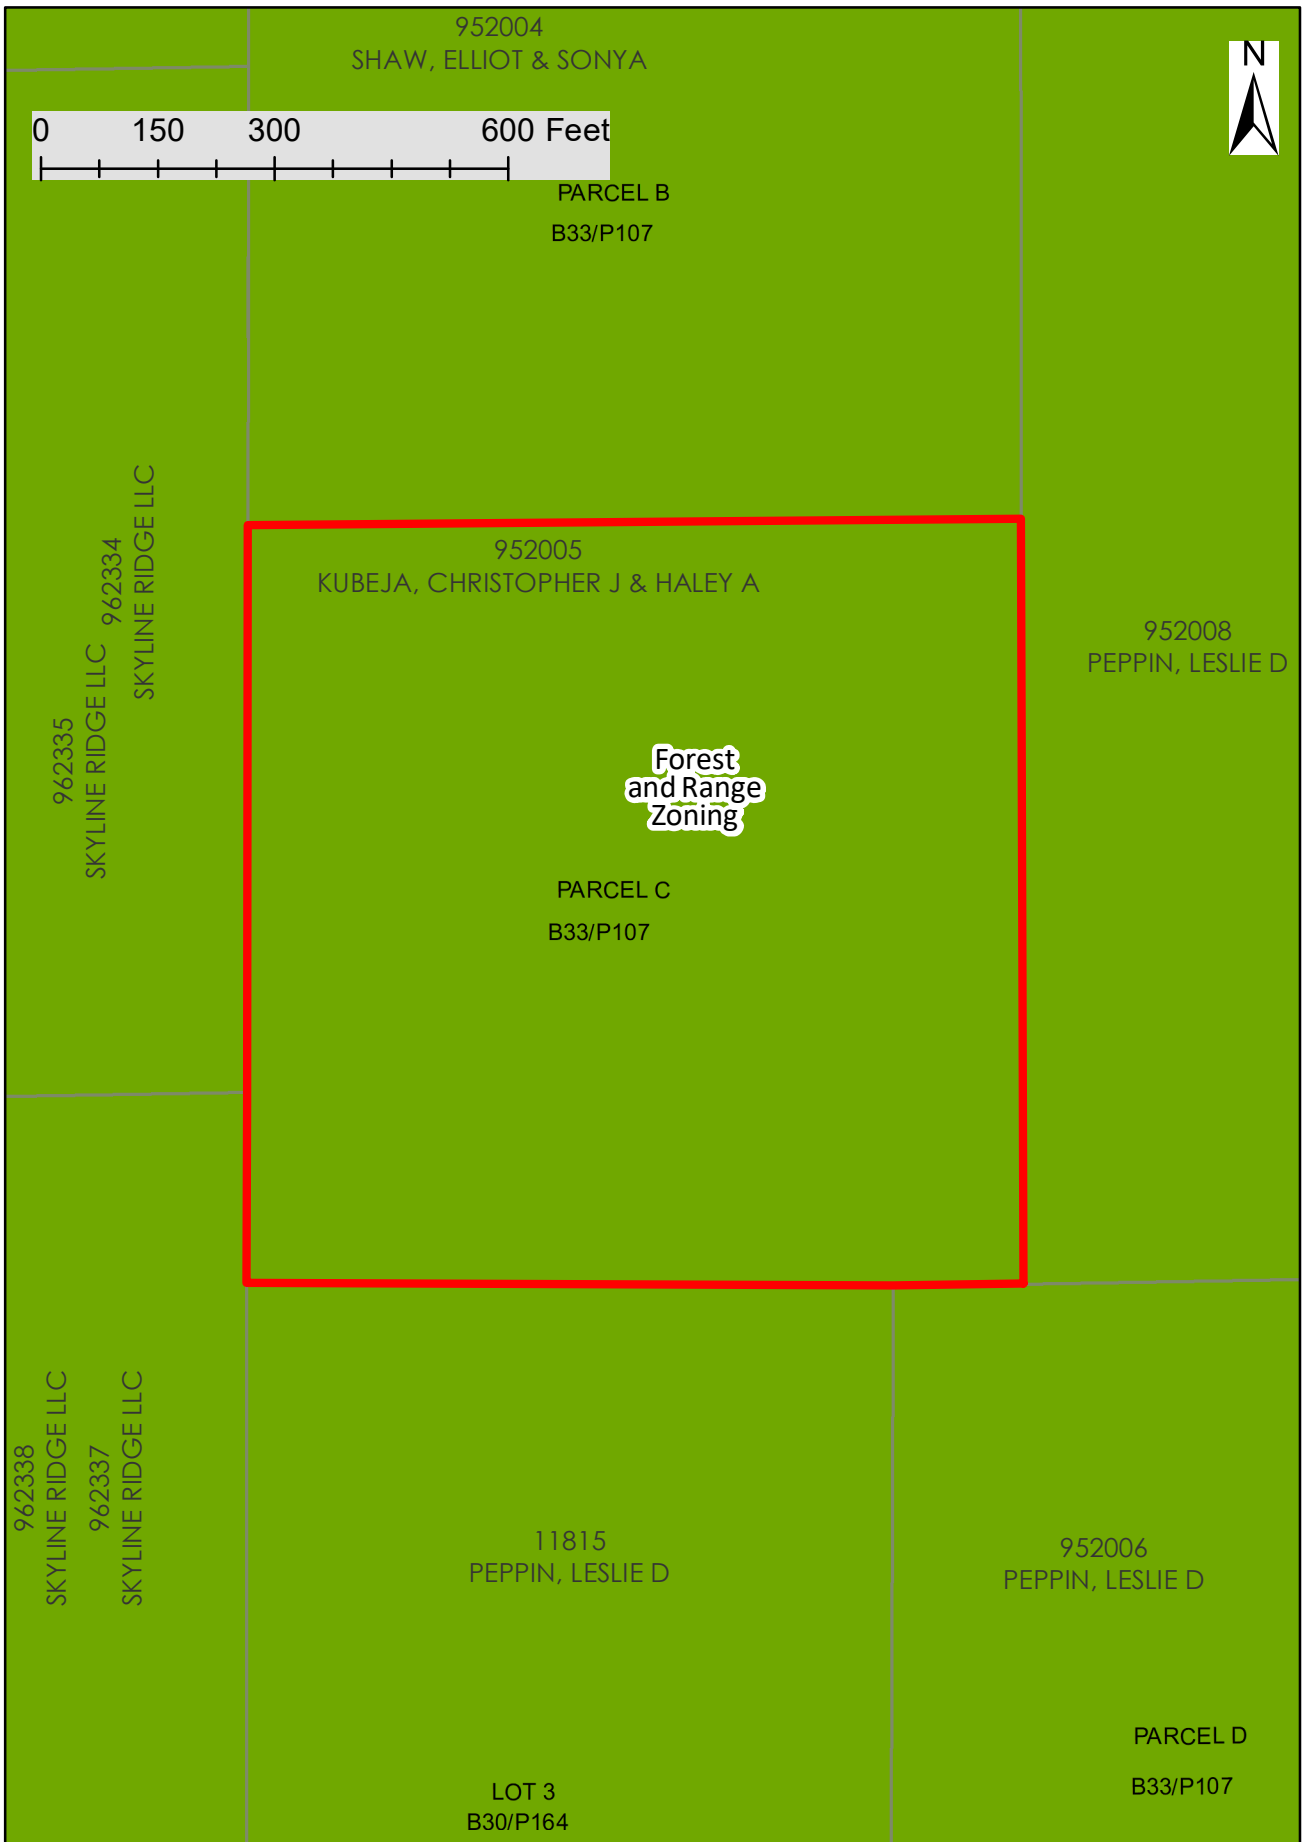 952004
SHAW, ELLIOT & SONYA
N
0 150 300 600 Feet
PARCEL B
B33/P107
952005
KUBEJA, CHRISTOPHER J & HALEY A
962334
SKYLINE RIDGE LLC
962335
SKYLINE RIDGE LLC
952008
PEPPIN, LESLIE D
Forest
and Range
Zoning
PARCEL C
B33/P107
962338
SKYLINE RIDGE LLC
962337
SKYLINE RIDGE LLC
11815
PEPPIN, LESLIE D
952006
PEPPIN, LESLIE D
PARCEL D
B33/P107
LOT 3
B30/P164